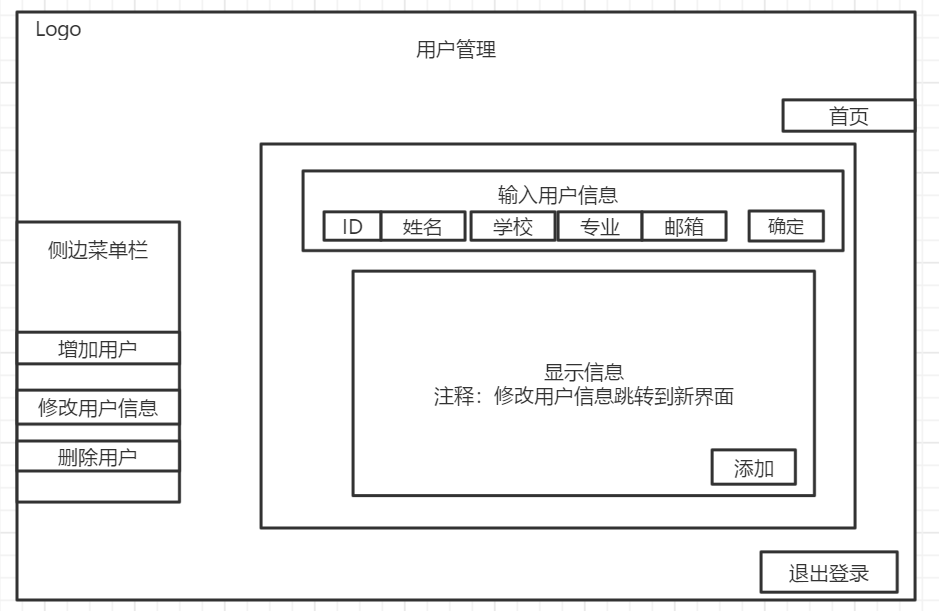 Logo
用户管理
首页
输入用户信息
ID 姓名 学校 专业 邮箱 确定
侧边菜单栏
增加用户
修改用户信息
删除用户
显示信息
注释：修改用户信息跳转到新界面
添加
退出登录